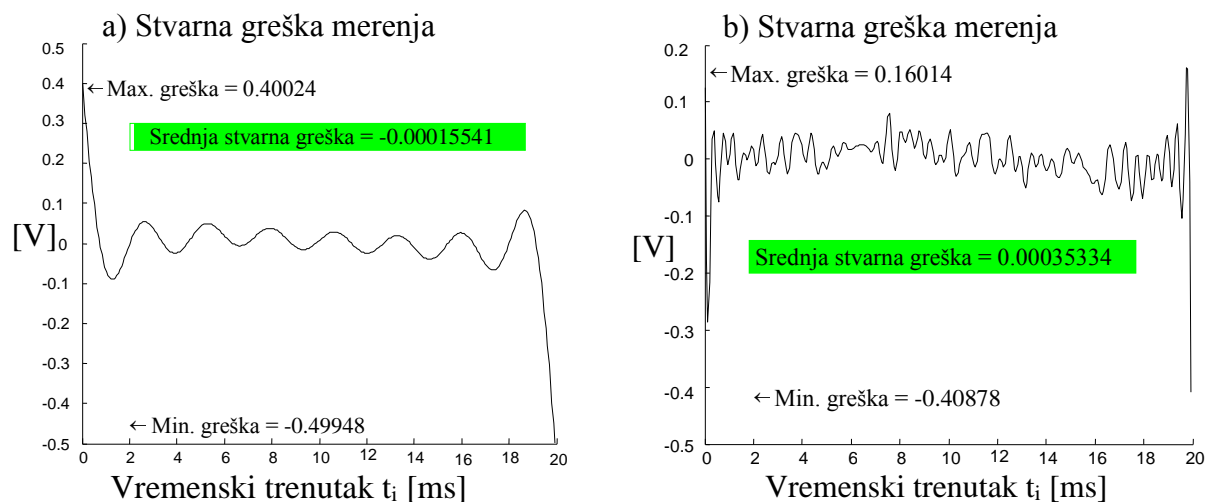 a) Stvarna greška merenja
0.5
0.4
←Max. greška = 0.40024
0.3
Srednja stvarna greška = -0.00015541
0.2
0.1
[V]
0
-0.1
-0.2
-0.3
-0.4
←Min. greška = -0.49948
-0.5
0 2 4 6 8 10 12 14 16 18 20
Vremenski trenutak ti [ms]
b) Stvarna greška merenja
0.2
←Max. greška = 0.16014
0.1
0
-0.1
[V]
Srednja stvarna greška = 0.00035334
-0.2
-0.3
-0.4
←Min. greška = -0.40878
-0.5
0 2 4 6 8 10 12 14 16 18 20
Vremenski trenutak ti [ms]